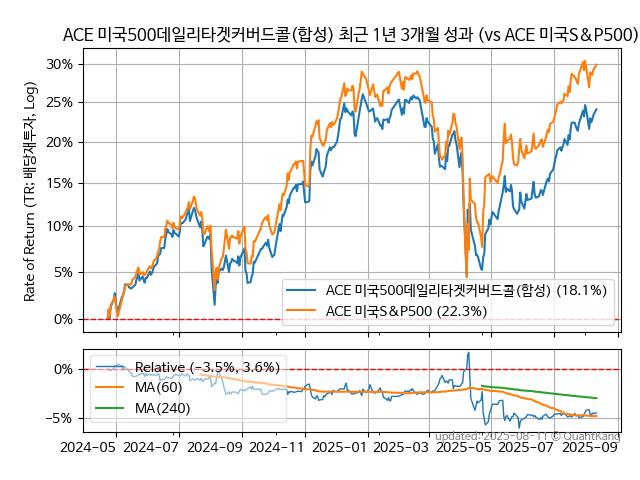 ACE 미국500데일리타겟커버드콜(합성) 최근 1년 3개월 성과 (vs ACE 미국S&P500)
Rate of Return (TR: 배당재투자, Log)
30%
25%
20%
15%
10%
5%
0%
ACE 미국500데일리타겟커버드콜(합성) (18.1%)
ACE 미국S&P500 (22.3%)
0%
-5%
Relative (-3.5%, 3.6%)
MA(60)
MA(240)
updated: 2025-08-11 © QuantKang
2024-05 2024-07 2024-09 2024-11 2025-01 2025-03 2025-05 2025-07 2025-09